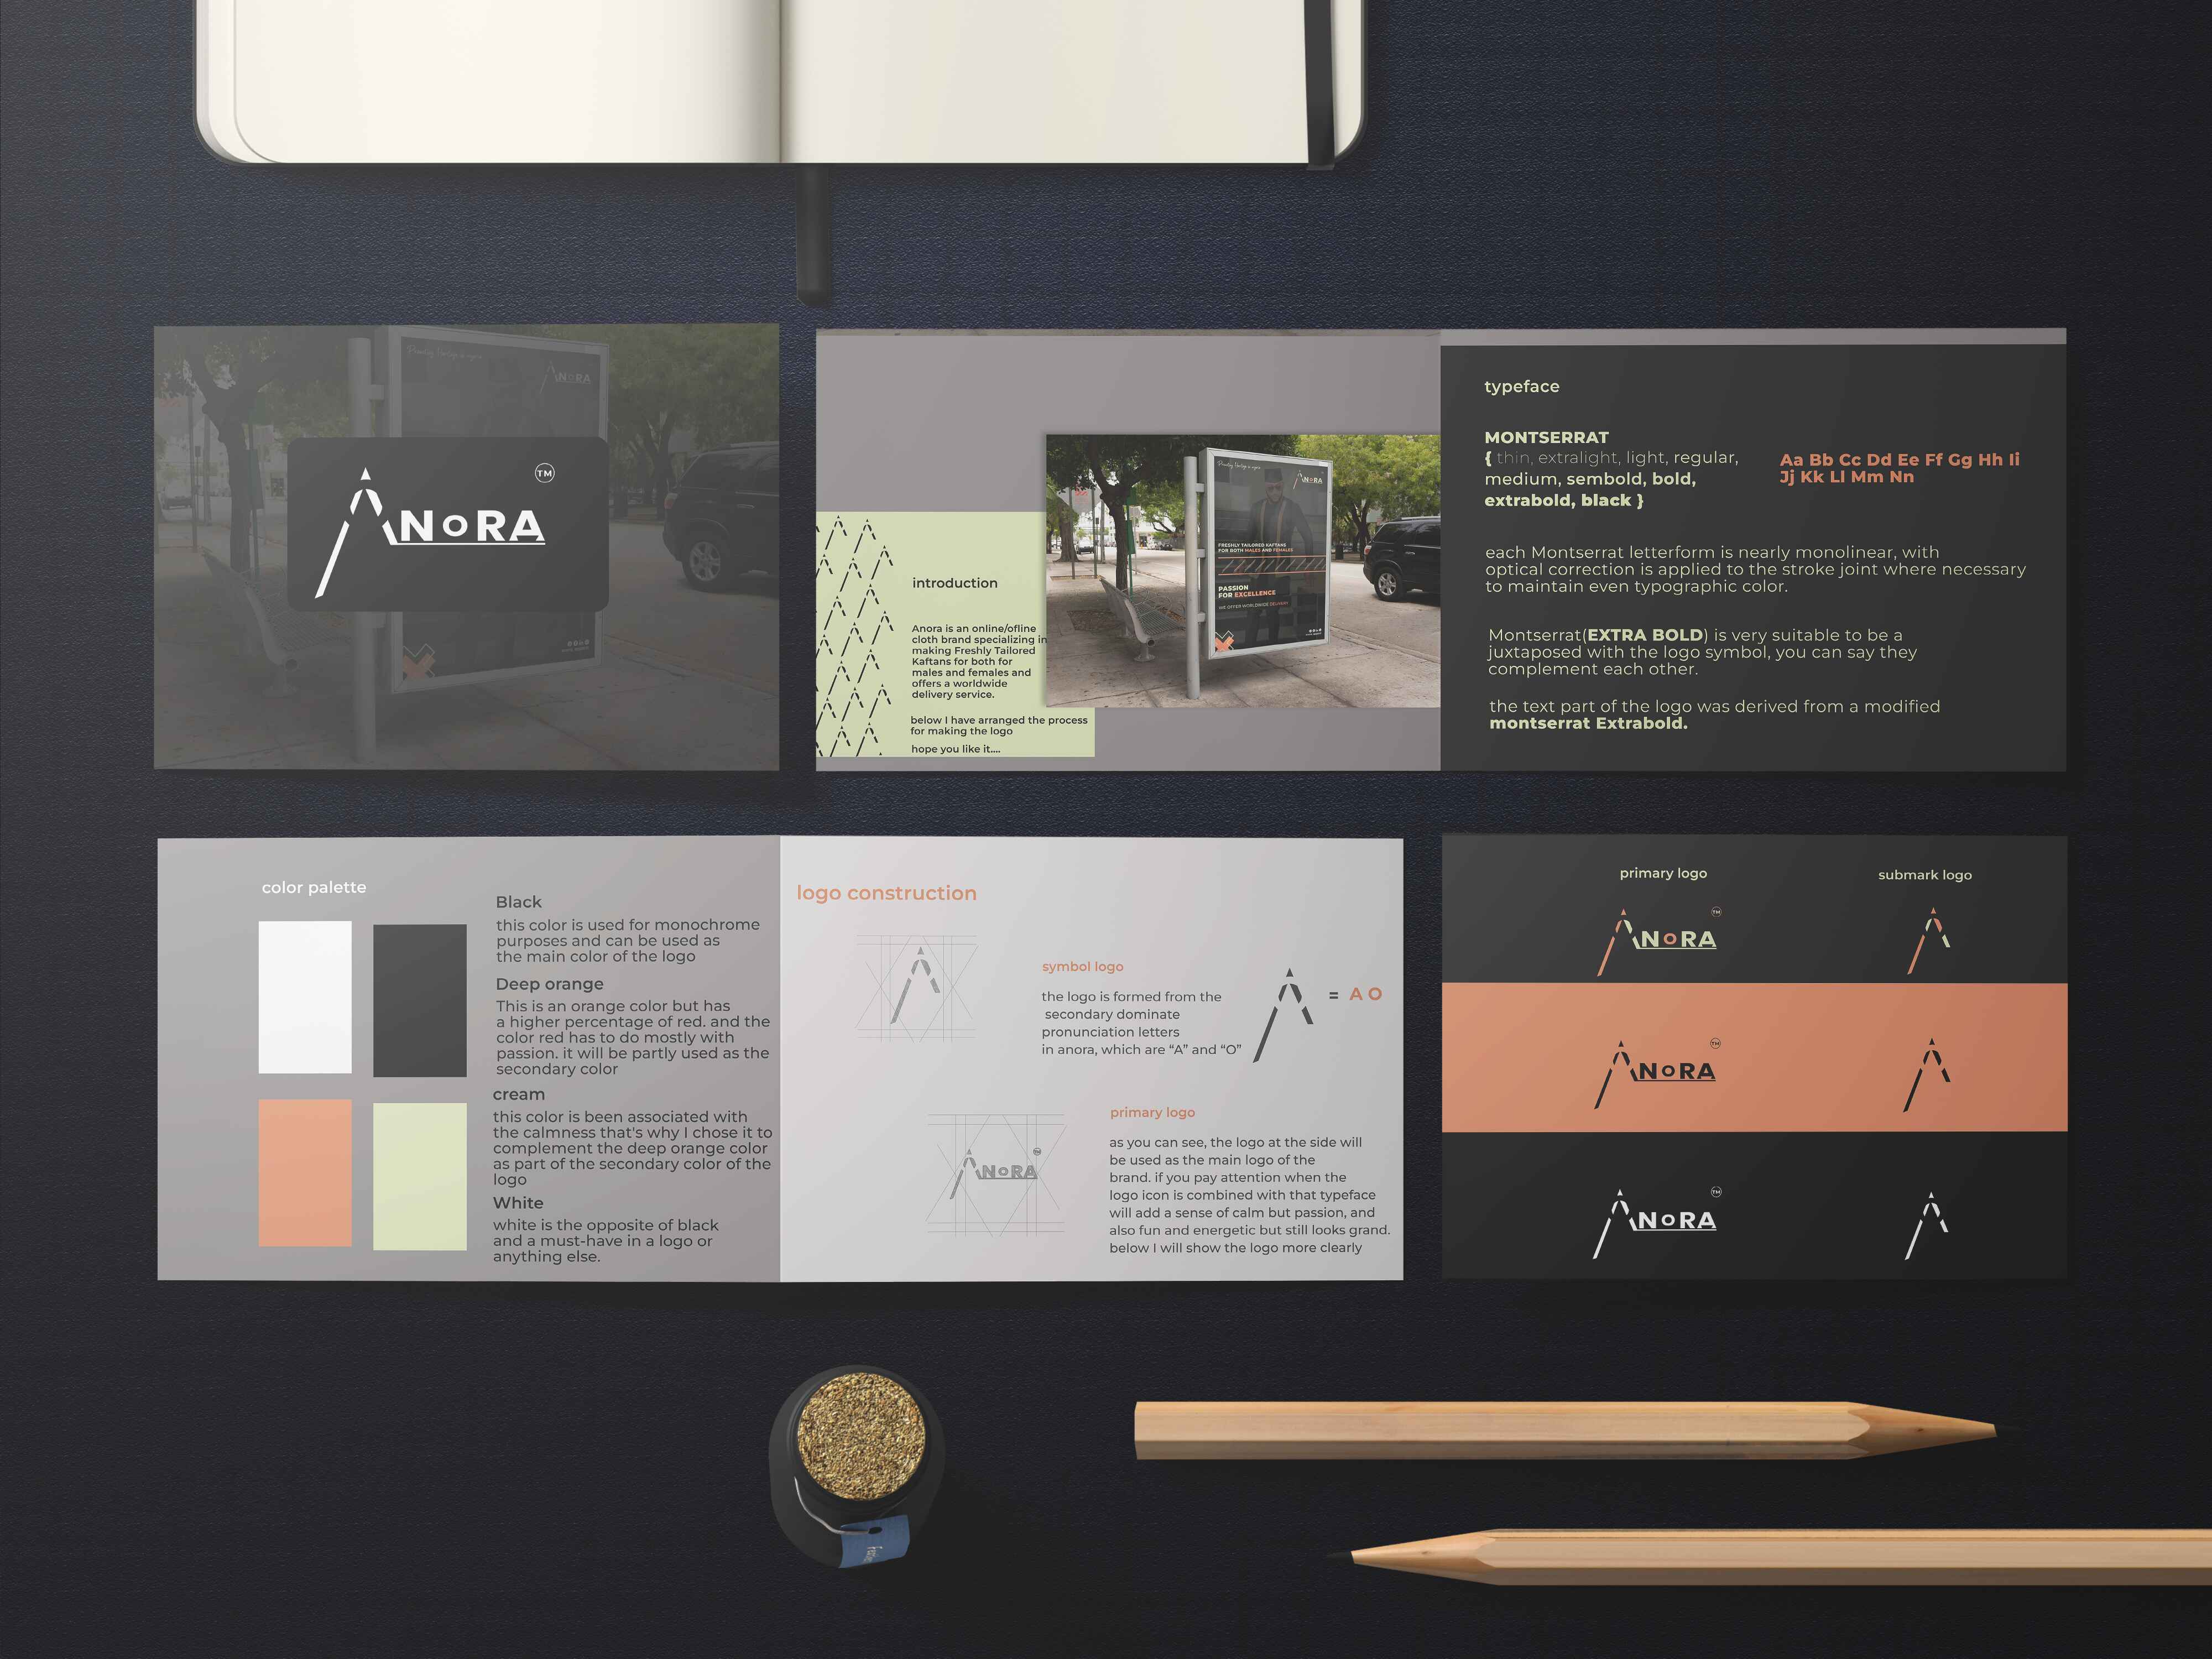 ANoRA
TM
ANoRA
introduction
Anora is an online/ofline
cloth brand specializing in
making Freshly Tailored
Kaftans for both for
males and females and
offers a worldwide
delivery service.
below I have arranged the process
for making the logo
hope you like it....
ANoRA
FRESHLY TAILORED KAFTANS
FOR BOTH MALES AND FEMALES
PASSION
FOR EXCELLENCE
WE OFFER WORLDWIDE DELIVERY
typeface
MONTSERRAT
{ thin, extralight, light, regular,
medium, sembold, bold,
extrabold, black }
Aa Bb Cc Dd Ee Ff Gg Hh Ii
Jj Kk Ll Mm Nn
each Montserrat letterform is nearly monolinear, with
optical correction is applied to the stroke joint where necessary
to maintain even typographic color.
Montserrat(EXTRA BOLD) is very suitable to be a
juxtaposed with the logo symbol, you can say they
complement each other.
the text part of the logo was derived from a modified
montserrat Extrabold.
color palette
Black
this color is used for monochrome
purposes and can be used as
the main color of the logo
Deep orange
This is an orange color but has
a higher percentage of red. and the
color red has to do mostly with
passion. it will be partly used as the
secondary color
cream
this color is been associated with
the calmness that's why I chose it to
complement the deep orange color
as part of the secondary color of the
logo
White
white is the opposite of black
and a must-have in a logo or
anything else.
logo construction
symbol logo
the logo is formed from the
secondary dominate
pronunciation letters
in anora, which are “A” and “O”
A = A O
primary logo
as you can see, the logo at the side will
be used as the main logo of the
brand. if you pay attention when the
logo icon is combined with that typeface
will add a sense of calm but passion, and
also fun and energetic but still looks grand.
below I will show the logo more clearly
ANoRA
TM
primary logo
submark logo
ANoRA
TM
A
ANoRA
TM
A
ANoRA
TM
A